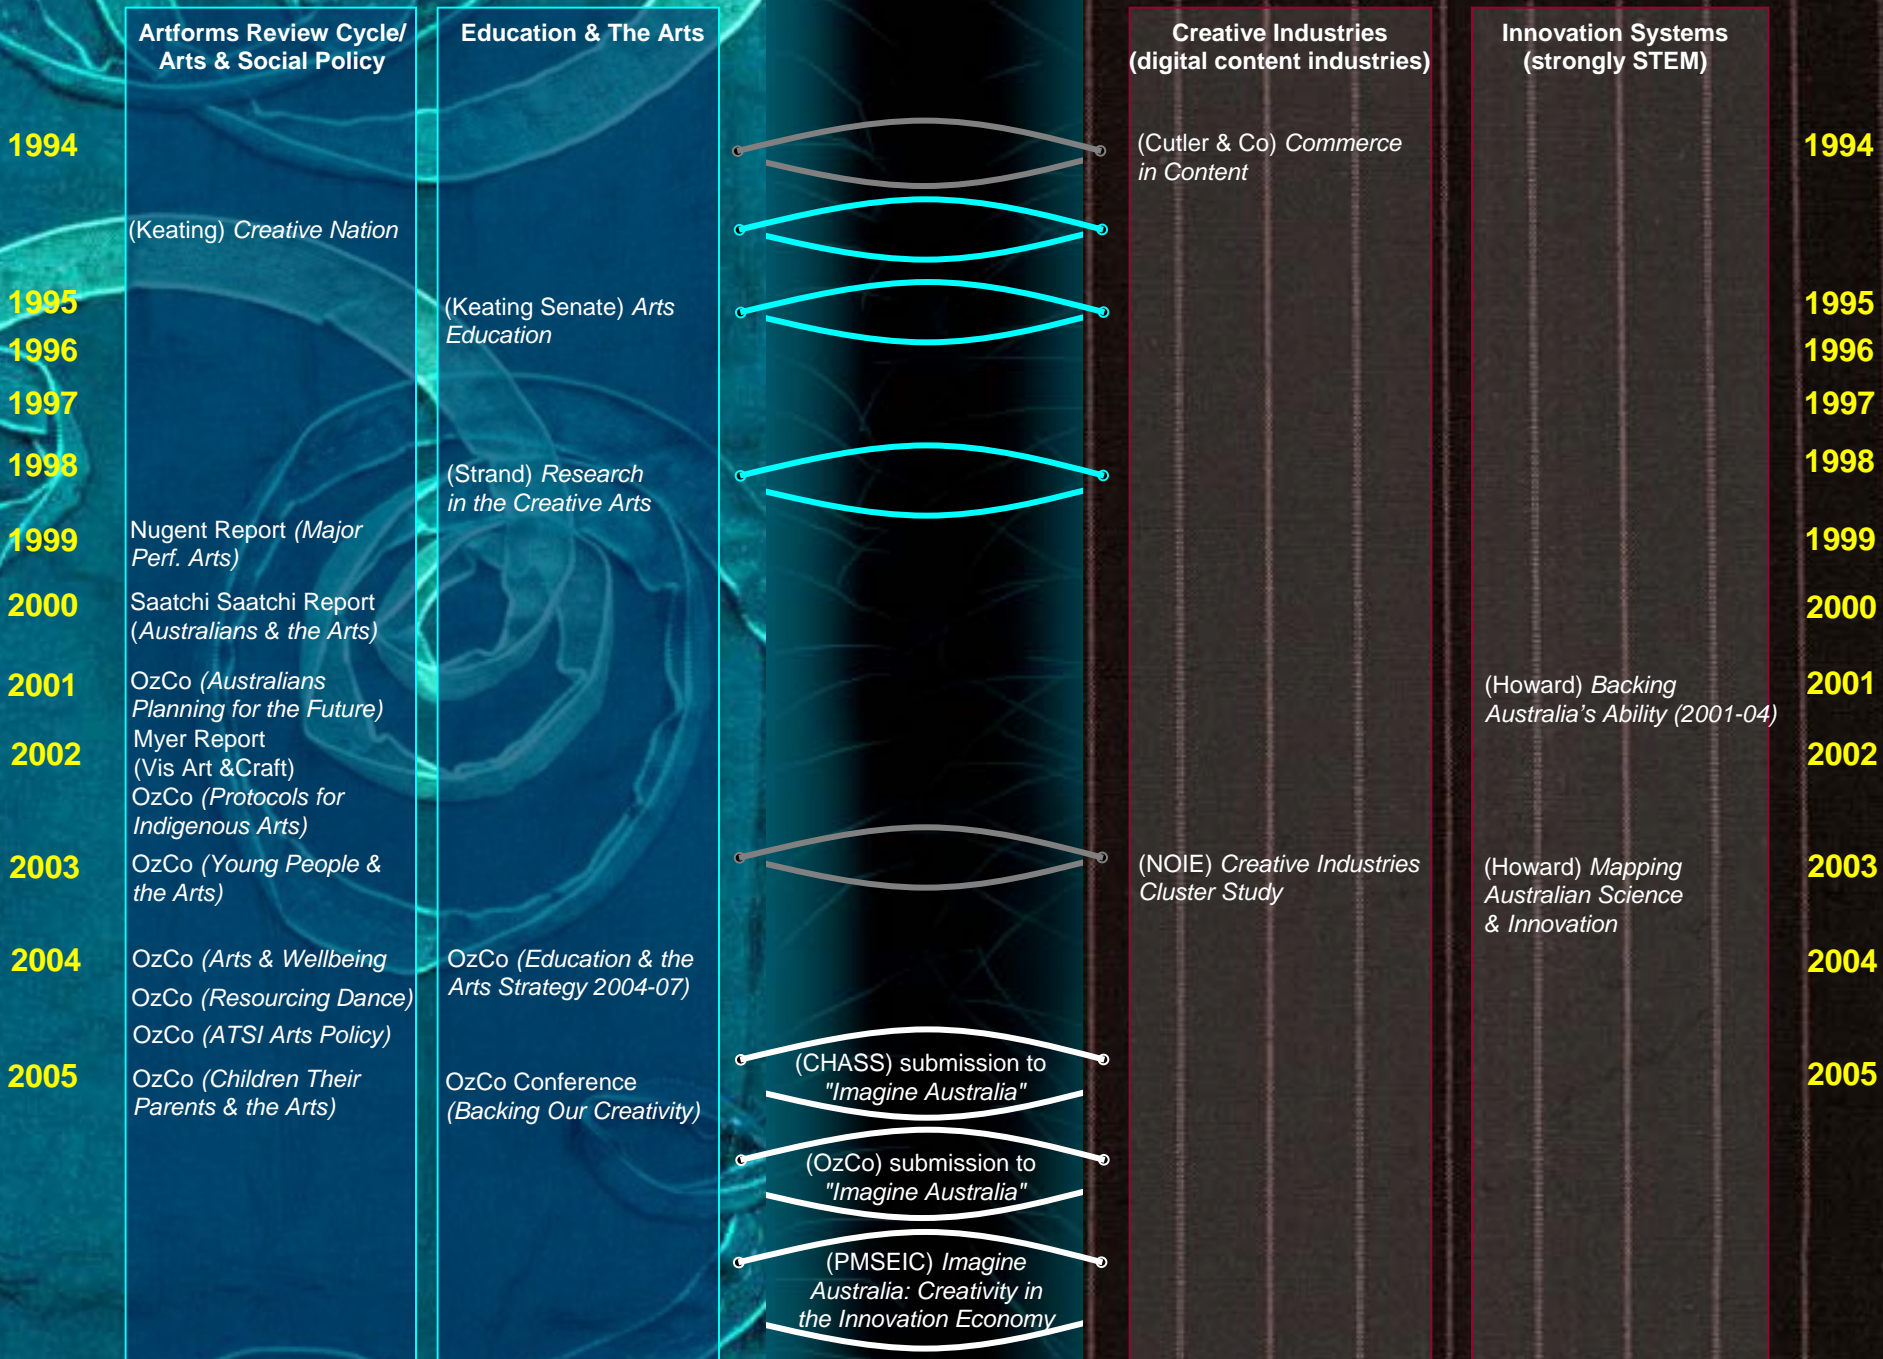 Artforms Review Cycle/
Arts & Social Policy
Education & The Arts
Creative Industries
(digital content industries)
Innovation Systems
(strongly STEM)
1994
(Cutler & Co) Commerce
in Content
1994
(Keating) Creative Nation
1995
(Keating Senate) Arts
Education
1995
1996
1996
1997
1997
1998
(Strand) Research
in the Creative Arts
1998
1999
Nugent Report (Major
Perf. Arts)
1999
2000
Saatchi Saatchi Report
(Australians & the Arts)
2000
2001
OzCo (Australians
Planning for the Future)
(Howard) Backing
Australia’s Ability (2001-04)
2001
2002
Myer Report
(Vis Art &Craft)
OzCo (Protocols for
Indigenous Arts)
2002
2003
OzCo (Young People &
the Arts)
(NOIE) Creative Industries
Cluster Study
(Howard) Mapping
Australian Science
& Innovation
2003
2004
OzCo (Arts & Wellbeing
OzCo (Resourcing Dance)
OzCo (ATSI Arts Policy)
OzCo (Education & the
Arts Strategy 2004-07)
2004
2005
OzCo (Children Their
Parents & the Arts)
OzCo Conference
(Backing Our Creativity)
(CHASS) submission to
"Imagine Australia"
2005
(OzCo) submission to
"Imagine Australia"
(PMSEIC) Imagine
Australia: Creativity in
the Innovation Economy